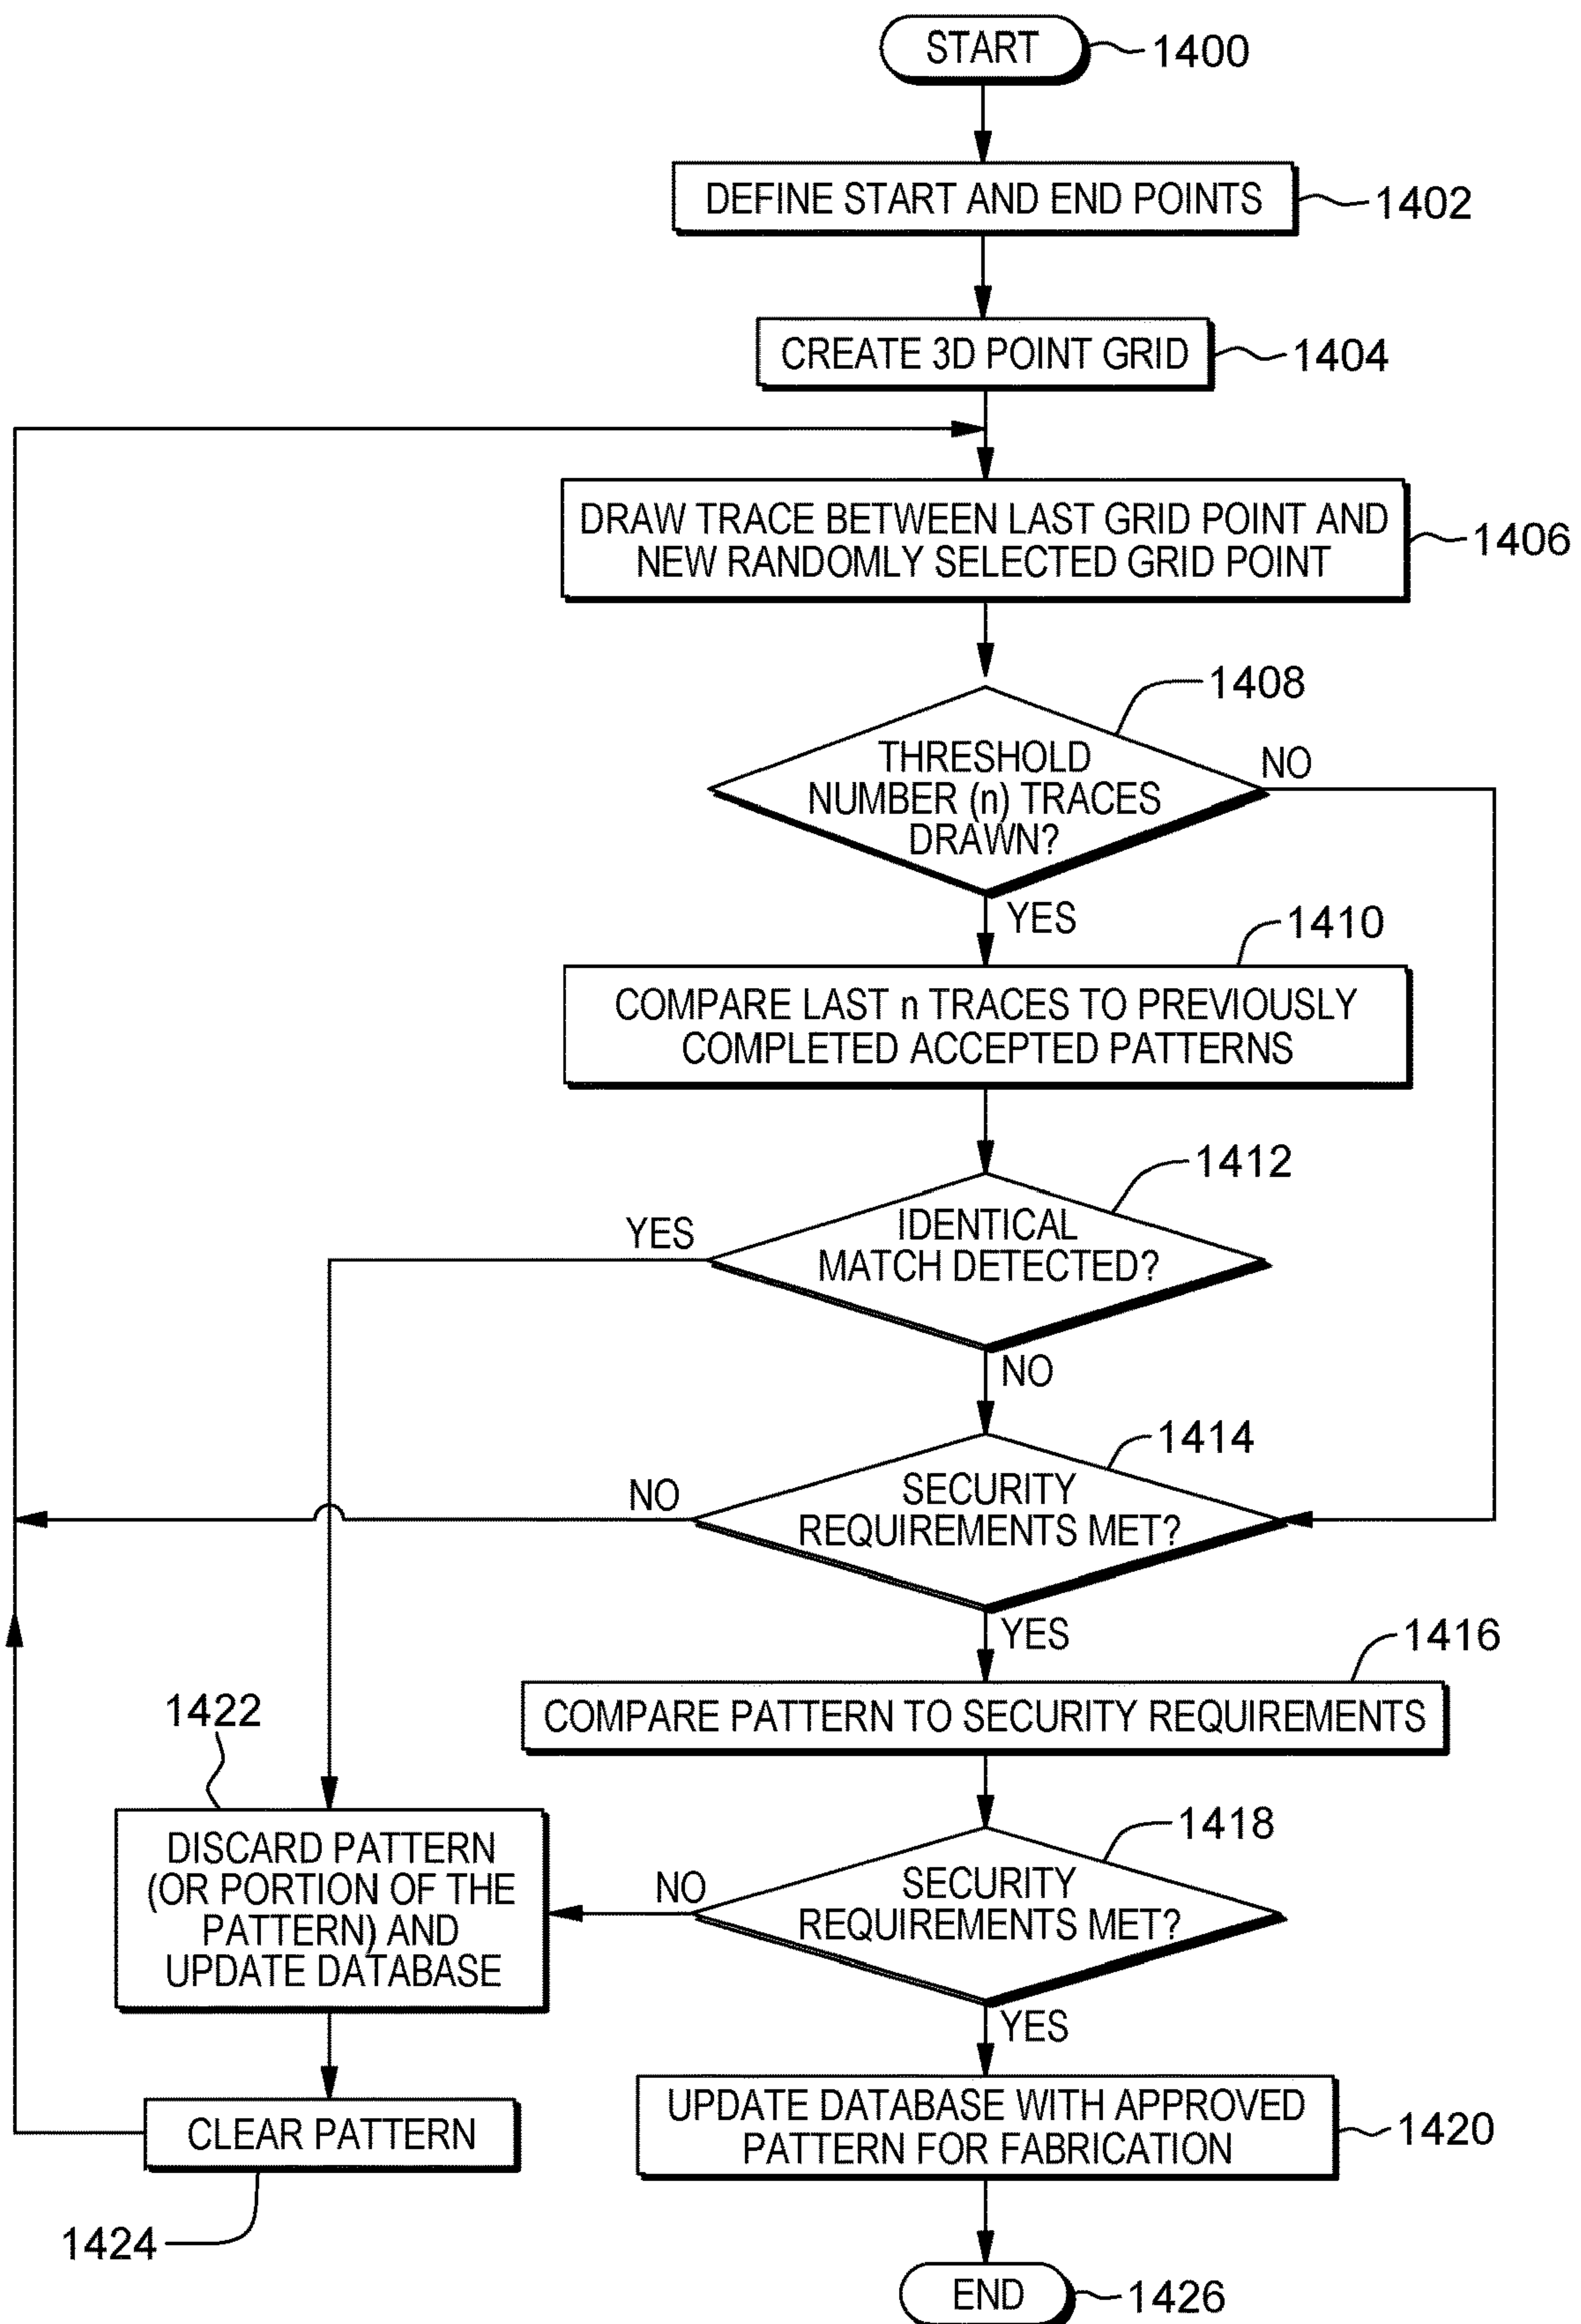 START
1400
DEFINE START AND END POINTS
1402
CREATE 3D POINT GRID
1404
DRAW TRACE BETWEEN LAST GRID POINT AND
NEW RANDOMLY SELECTED GRID POINT
1406
1408
THRESHOLD
NUMBER (n) TRACES
DRAWN?
NO
YES
1410
COMPARE LAST n TRACES TO PREVIOUSLY
COMPLETED ACCEPTED PATTERNS
1412
IDENTICAL
MATCH DETECTED?
YES
NO
1414
SECURITY
REQUIREMENTS MET?
NO
YES
1416
COMPARE PATTERN TO SECURITY REQUIREMENTS
1418
SECURITY
REQUIREMENTS MET?
NO
YES
1422
DISCARD PATTERN
(OR PORTION OF THE
PATTERN) AND
UPDATE DATABASE
CLEAR PATTERN
1424
UPDATE DATABASE WITH APPROVED
PATTERN FOR FABRICATION
1420
END
1426